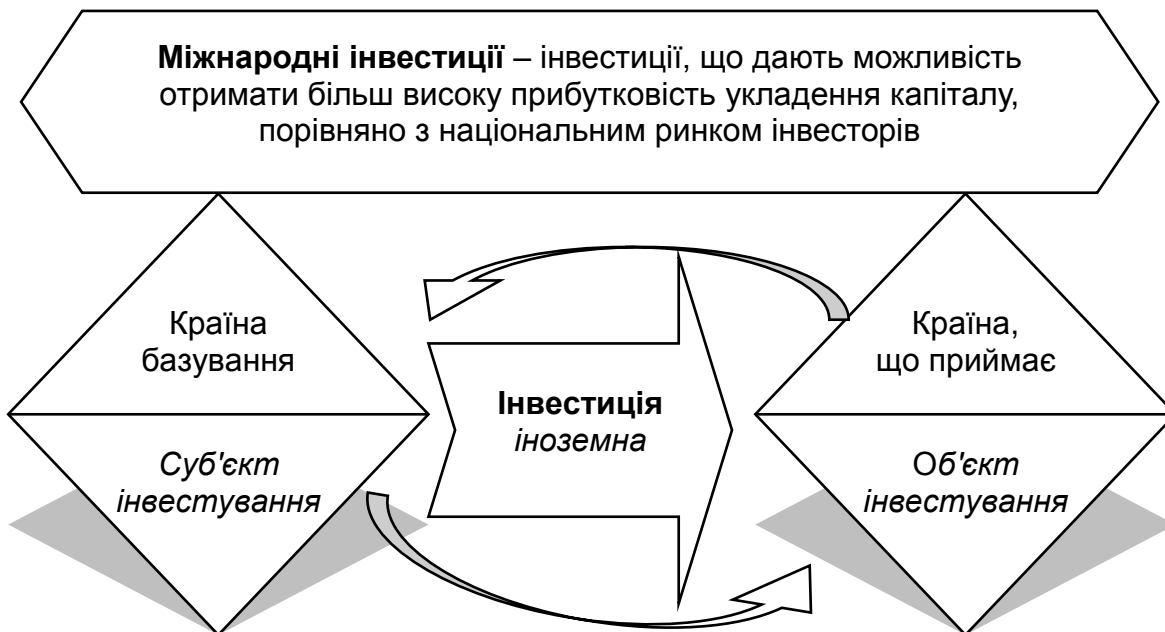 Міжнародні інвестиції – інвестиції, що дають можливість
отримати більш високу прибутковість укладення капіталу,
порівняно з національним ринком інвесторів
Країна
базування
Суб'єкт
інвестування
Інвестиція
іноземна
Країна,
що приймає
Об'єкт
інвестування